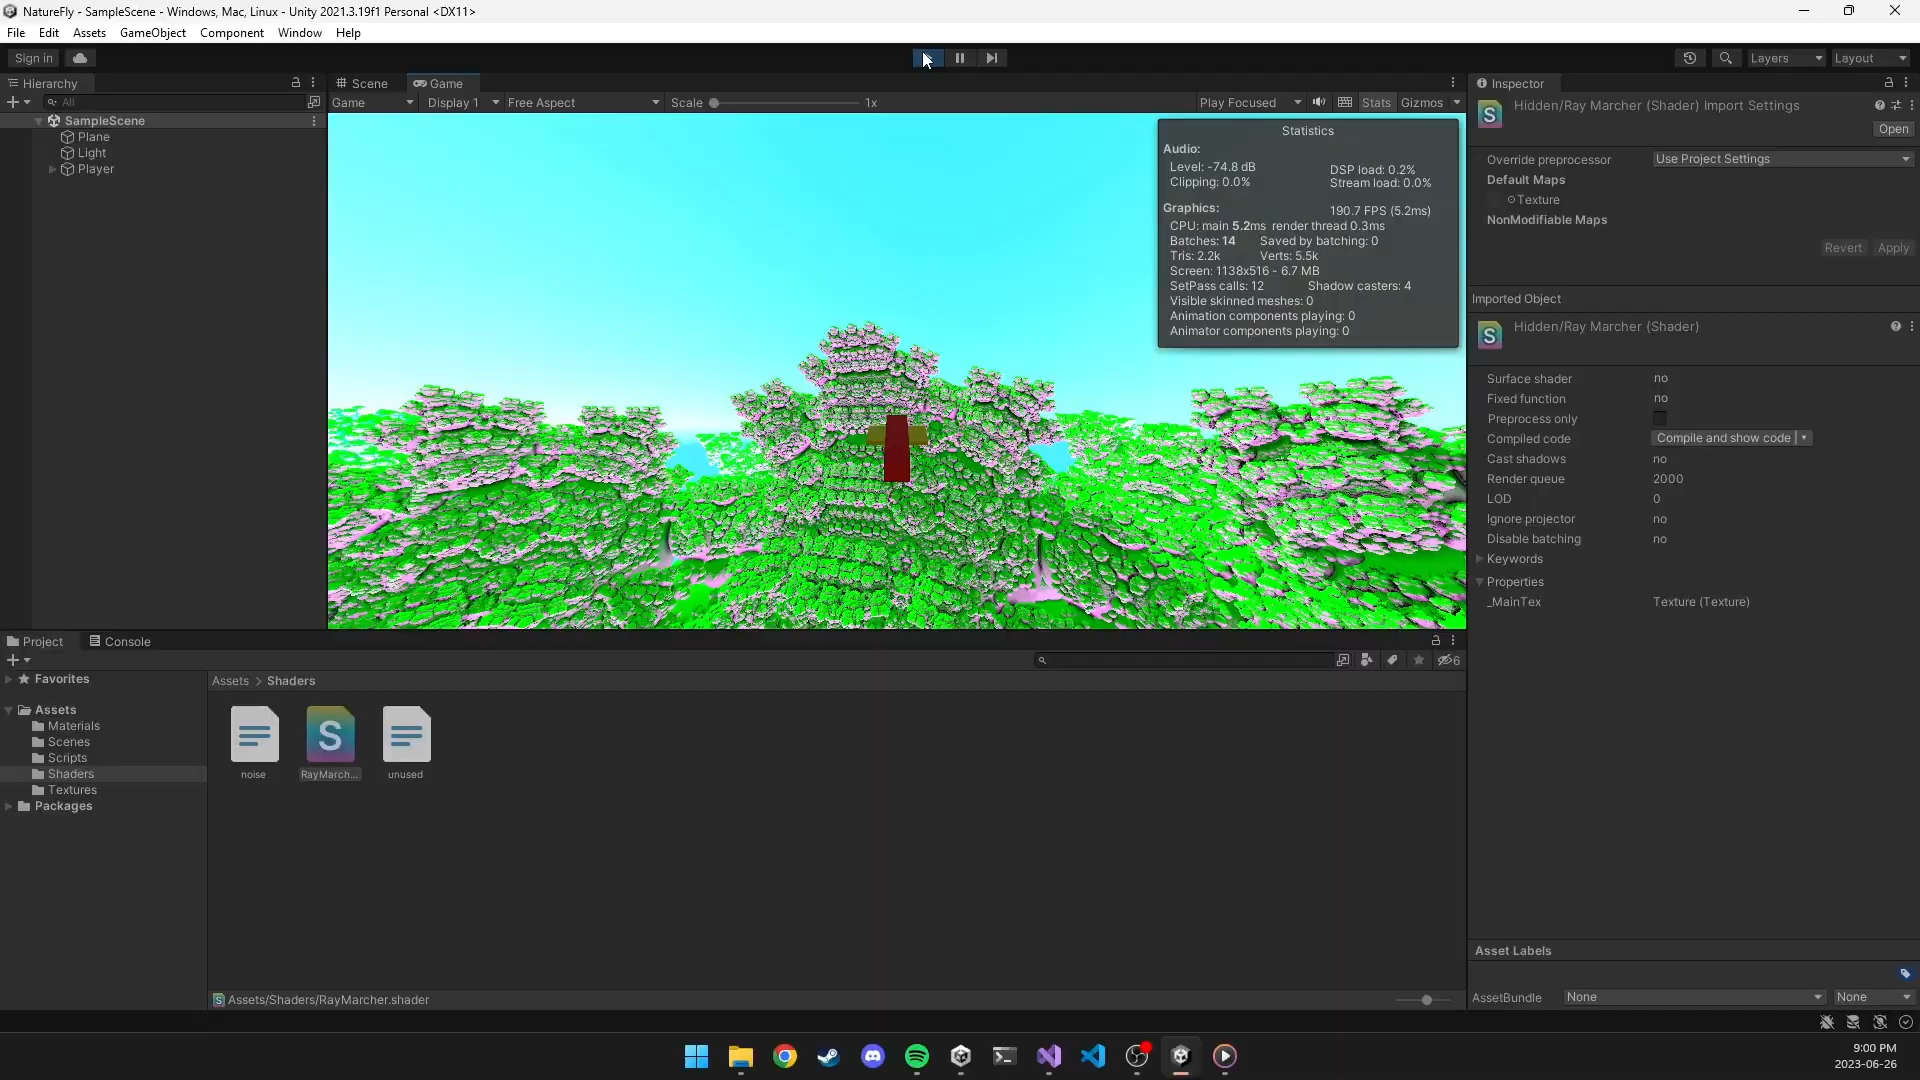 NatureFly - SampleScene - Windows, Mac, Linux - Unity 2021.3.19f1 Personal <DX11>
File Edit Assets GameObject Component Window Help
Sign in
Layers
Layout
Hierarchy
All
SampleScene
Plane
Light
Player
Scene
Game
Game
Display 1
Free Aspect
Scale
1x
Play Focused
Stats
Gizmos
Statistics
Audio:
Level: -74.8 dB
DSP load: 0.2%
Clipping: 0.0%
Stream load: 0.0%
Graphics:
190.7 FPS (5.2ms)
CPU: main 5.2ms render thread 0.3ms
Batches: 14 Saved by batching: 0
Tris: 2.2k Verts: 5.5k
Screen: 1138x516 - 6.7 MB
SetPass calls: 12 Shadow casters: 4
Visible skinned meshes: 0
Animation components playing: 0
Animator components playing: 0
Inspector
Hidden/Ray Marcher (Shader) Import Settings
Open
Override preprocessor Use Project Settings
Default Maps
Texture
NonModifiable Maps
Revert Apply
Imported Object
Hidden/Ray Marcher (Shader)
Surface shader no
Fixed function no
Preprocess only
Compiled code Compile and show code
Cast shadows no
Render queue 2000
LOD 0
Ignore projector no
Disable batching no
Keywords
Properties
_MainTex Texture (Texture)
Asset Labels
AssetBundle None None
Project Console
6
Favorites
Assets
Materials
Scenes
Scripts
Shaders
Textures
Packages
Assets > Shaders
noise
RayMarch...
unused
Assets/Shaders/RayMarcher.shader
9:00 PM
2023-06-26